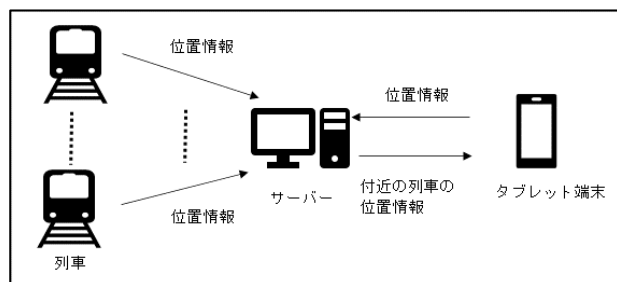 位置情報
位置情報
サーバー
付近の列車の
位置情報
タブレット端末
位置情報
列車